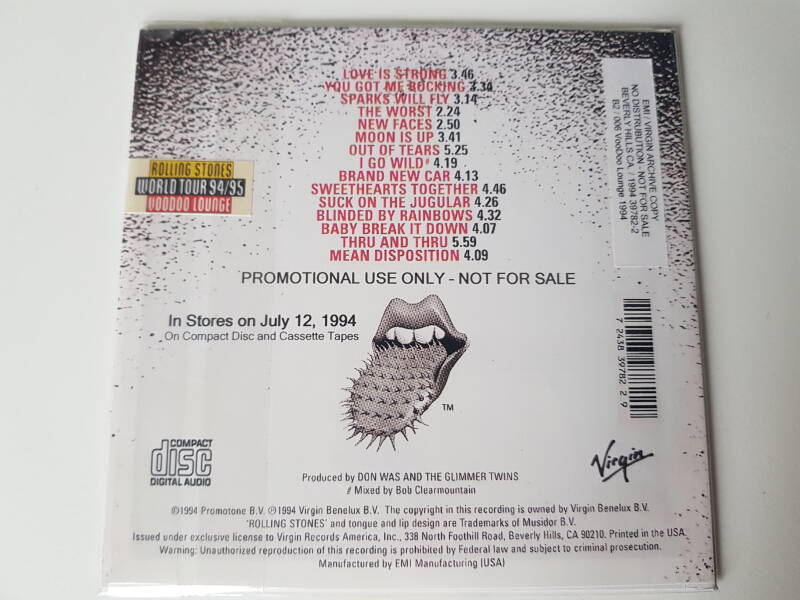 LOVE IS STRONG 3.46
YOU GOT ME ROCKING 3.34
SPARKS WILL FLY 3.14
THE WORST 2.24
NEW FACES 2.50
MOON IS UP 3.41
OUT OF TEARS 5.25
I GO WILD# 4.19
BRAND NEW CAR 4.13
SWEETHEARTS TOGETHER 4.46
SUCK ON THE JUGULAR 4.26
BLINDED BY RAINBOWS 4.32
BABY BREAK IT DOWN 4.07
THRU AND THRU 5.59
MEAN DISPOSITION 4.09
PROMOTIONAL USE ONLY - NOT FOR SALE
ROLLING STONES
WORLD TOUR 94/95
VOODOO LOUNGE
EMI / VIRGIN ARCHIVE COPY
NO DISTRUBUTION - NOT FOR SALE
BEVERLY HILLS CA. / 1994 39782-2
B2 / 006 VooDoo Lounge 1994
In Stores on July 12, 1994
On Compact Disc and Cassette Tapes
TM
7 24383 39782 2 9
COMPACT
disc
DIGITAL AUDIO
Virgin
Produced by DON WAS AND THE GLIMMER TWINS
# Mixed by Bob Clearmountain
©1994 Promotone B.V. ℗1994 Virgin Benelux B.V. The copyright in this recording is owned by Virgin Benelux B.V.
'ROLLING STONES' and tongue and lip design are Trademarks of Musidor B.V.
Issued under exclusive license to Virgin Records America, Inc., 338 North Foothill Road, Beverly Hills, CA 90210. Printed in the USA.
Warning: Unauthorized reproduction of this recording is prohibited by Federal law and subject to criminal prosecution.
Manufactured by EMI Manufacturing (USA)